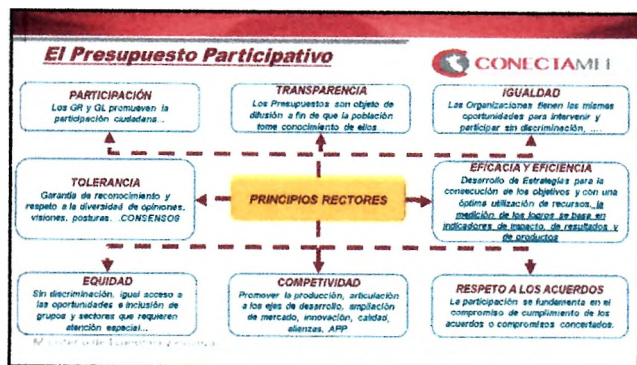 El Presupuesto Participativo
CONECTAMEF
PARTICIPACIÓN
Los GR y GL promueven la
participación ciudadana...
TRANSPARENCIA
Los Presupuestos son objeto de
difusión a fin de que la población
tome conocimiento de ellos
IGUALDAD
Las Organizaciones tienen las mismas
oportunidades para intervenir y
participar sin discriminación, ....
TOLERANCIA
Garantía de reconocimiento y
respeto a la diversidad de opiniones,
visiones, posturas. .CONSENSOS
PRINCIPIOS RECTORES
EFICACIA Y EFICIENCIA
Desarrollo de Estrategias para la
consecución de los objetivos y con una
óptima utilización de recursos. la
medición de los logros se base en
indicadores de impacto, de resultados y
de productos
EQUIDAD
Sin discriminación, igual acceso a
las oportunidades e inclusión de
grupos y sectores que requieren
atención especial...
COMPETIVIDAD
Promover la producción, articulación
a los ejes de desarrollo, ampliación
de mercado, innovación, calidad,
alianzas, APP
RESPETO A LOS ACUERDOS
La participación se fundamenta en el
compromiso de cumplimiento de los
acuerdos o compromisos concertados.